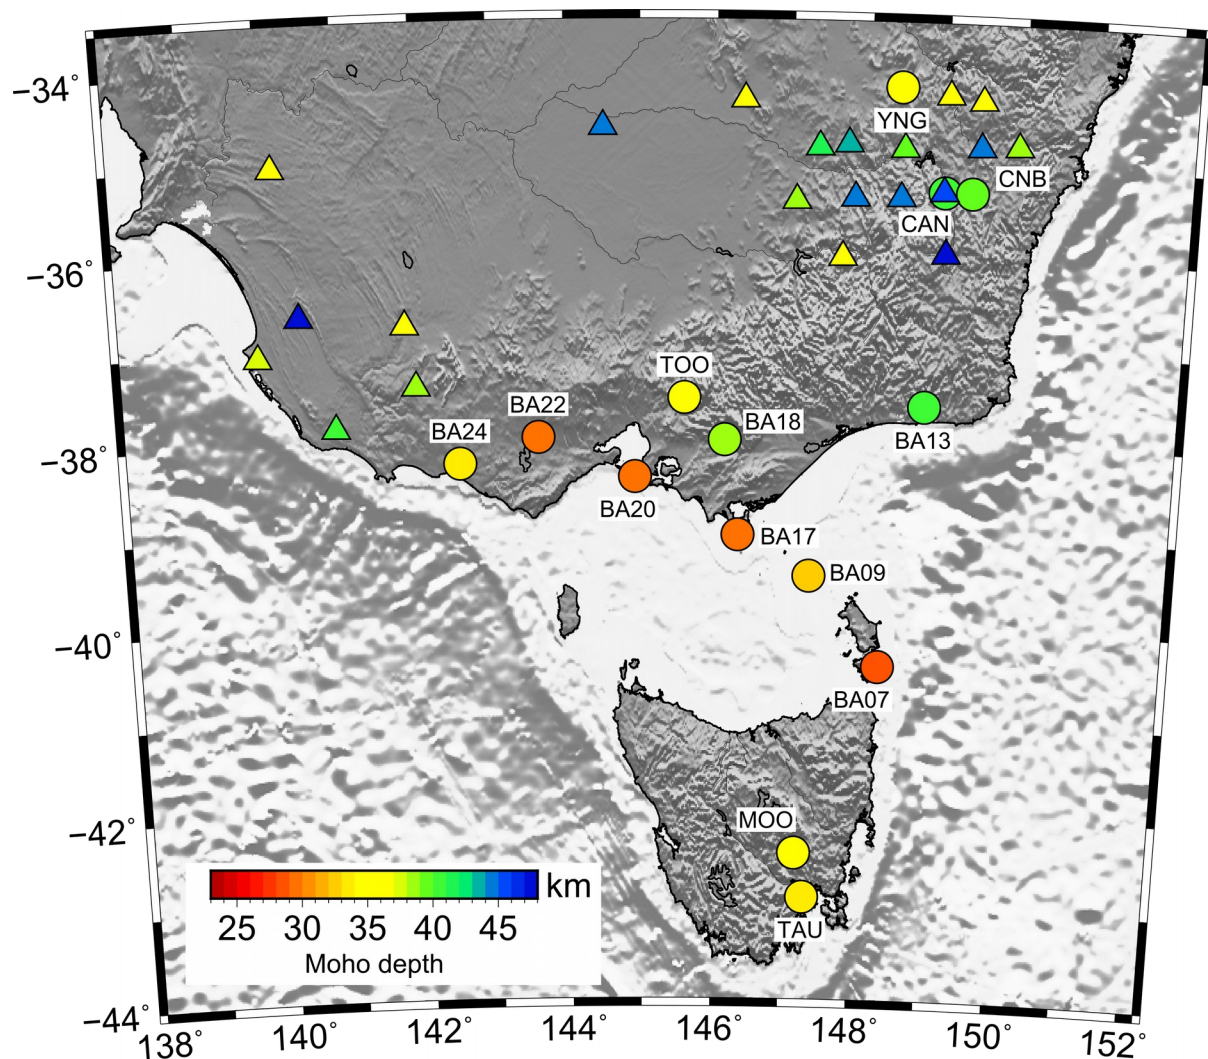 −34°
YNG
CNB
CAN
−36°
TOO
BA22
BA18
BA24
BA13
−38°
BA20
BA17
BA09
−40°
BA07
MOO
−42°
km
25 30 35 40 45
TAU
Moho depth
−44°
138° 140° 142° 144° 146° 148° 150° 152°